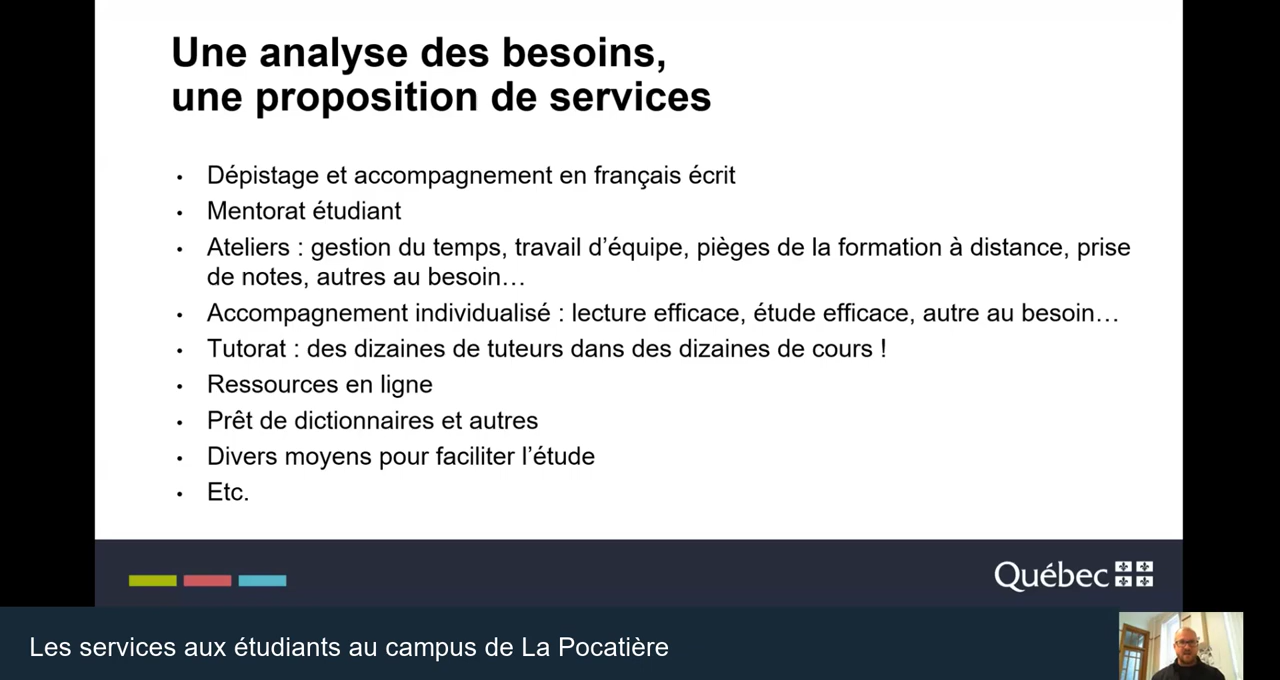 Une analyse des besoins,
une proposition de services
• Dépistage et accompagnement en français écrit
• Mentorat étudiant
• Ateliers : gestion du temps, travail d’équipe, pièges de la formation à distance, prise
de notes, autres au besoin…
• Accompagnement individualisé : lecture efficace, étude efficace, autre au besoin…
• Tutorat : des dizaines de tuteurs dans des dizaines de cours !
• Ressources en ligne
• Prêt de dictionnaires et autres
• Divers moyens pour faciliter l’étude
• Etc.
Québec
Les services aux étudiants au campus de La Pocatière